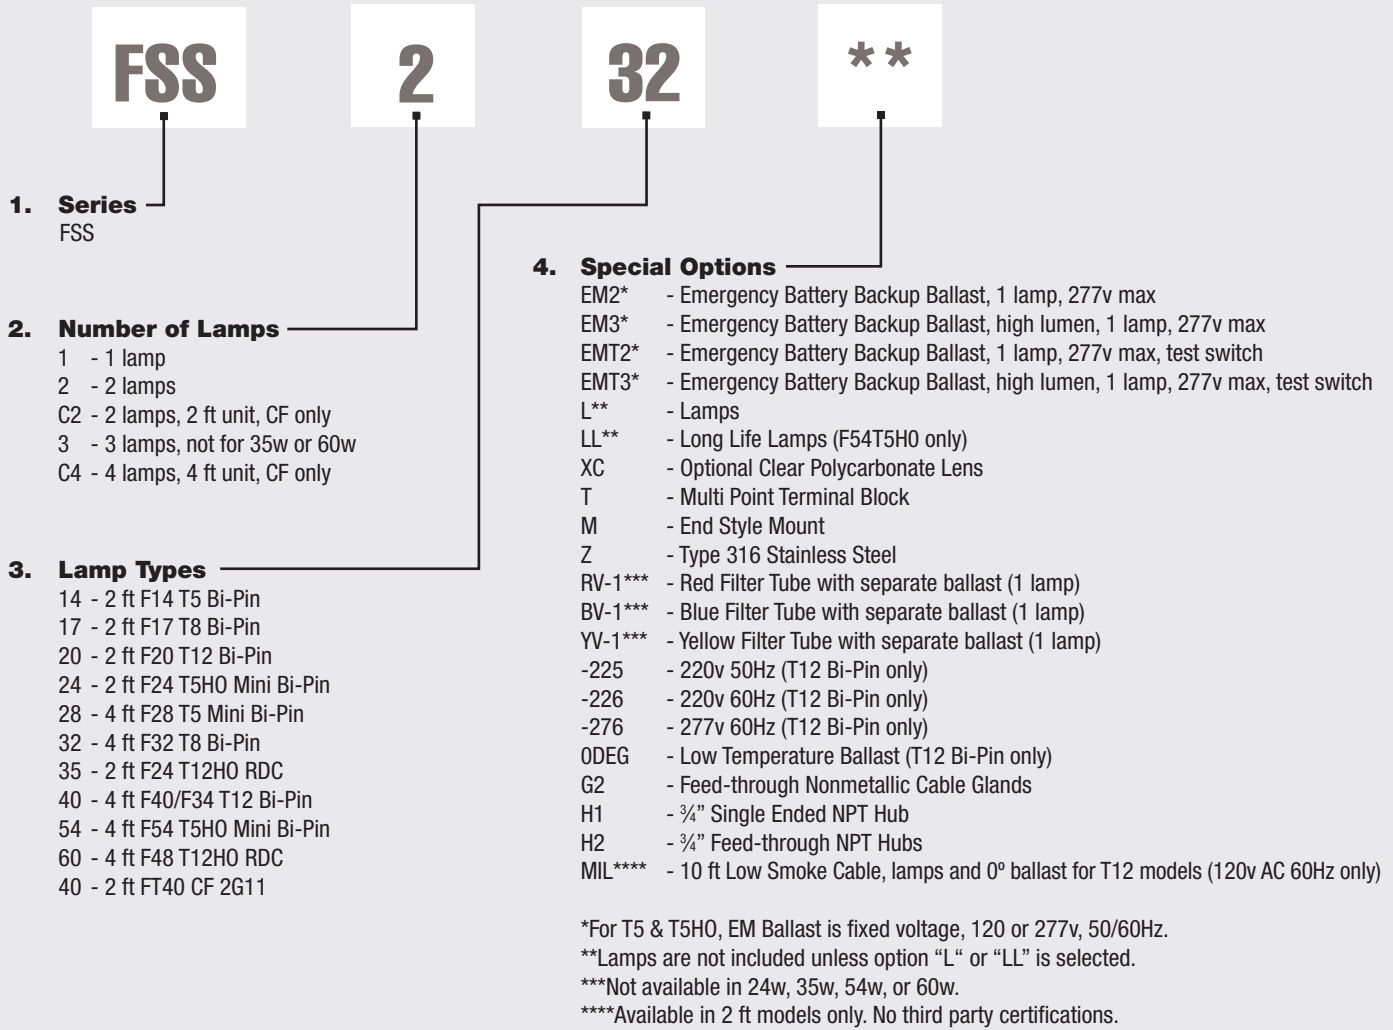 FSS 2 32 **
1. Series
FSS
2. Number of Lamps
1 - 1 lamp
2 - 2 lamps
C2 - 2 lamps, 2 ft unit, CF only
3 - 3 lamps, not for 35w or 60w
C4 - 4 lamps, 4 ft unit, CF only
3. Lamp Types
14 - 2 ft F14 T5 Bi-Pin
17 - 2 ft F17 T8 Bi-Pin
20 - 2 ft F20 T12 Bi-Pin
24 - 2 ft F24 T5HO Mini Bi-Pin
28 - 4 ft F28 T5 Mini Bi-Pin
32 - 4 ft F32 T8 Bi-Pin
35 - 2 ft F24 T12HO RDC
40 - 4 ft F40/F34 T12 Bi-Pin
54 - 4 ft F54 T5HO Mini Bi-Pin
60 - 4 ft F48 T12HO RDC
40 - 2 ft FT40 CF 2G11
4. Special Options
EM2* - Emergency Battery Backup Ballast, 1 lamp, 277v max
EM3* - Emergency Battery Backup Ballast, high lumen, 1 lamp, 277v max
EMT2* - Emergency Battery Backup Ballast, 1 lamp, 277v max, test switch
EMT3* - Emergency Battery Backup Ballast, high lumen, 1 lamp, 277v max, test switch
L** - Lamps
LL** - Long Life Lamps (F54T5H0 only)
XC - Optional Clear Polycarbonate Lens
T - Multi Point Terminal Block
M - End Style Mount
Z - Type 316 Stainless Steel
RV-1*** - Red Filter Tube with separate ballast (1 lamp)
BV-1*** - Blue Filter Tube with separate ballast (1 lamp)
YV-1*** - Yellow Filter Tube with separate ballast (1 lamp)
-225 - 220v 50Hz (T12 Bi-Pin only)
-226 - 220v 60Hz (T12 Bi-Pin only)
-276 - 277v 60Hz (T12 Bi-Pin only)
0DEG - Low Temperature Ballast (T12 Bi-Pin only)
G2 - Feed-through Nonmetallic Cable Glands
H1 - ¾” Single Ended NPT Hub
H2 - ¾” Feed-through NPT Hubs
MIL**** - 10 ft Low Smoke Cable, lamps and 0º ballast for T12 models (120v AC 60Hz only)
*For T5 & T5HO, EM Ballast is fixed voltage, 120 or 277v, 50/60Hz.
**Lamps are not included unless option “L“ or “LL” is selected.
***Not available in 24w, 35w, 54w, or 60w.
****Available in 2 ft models only. No third party certifications.